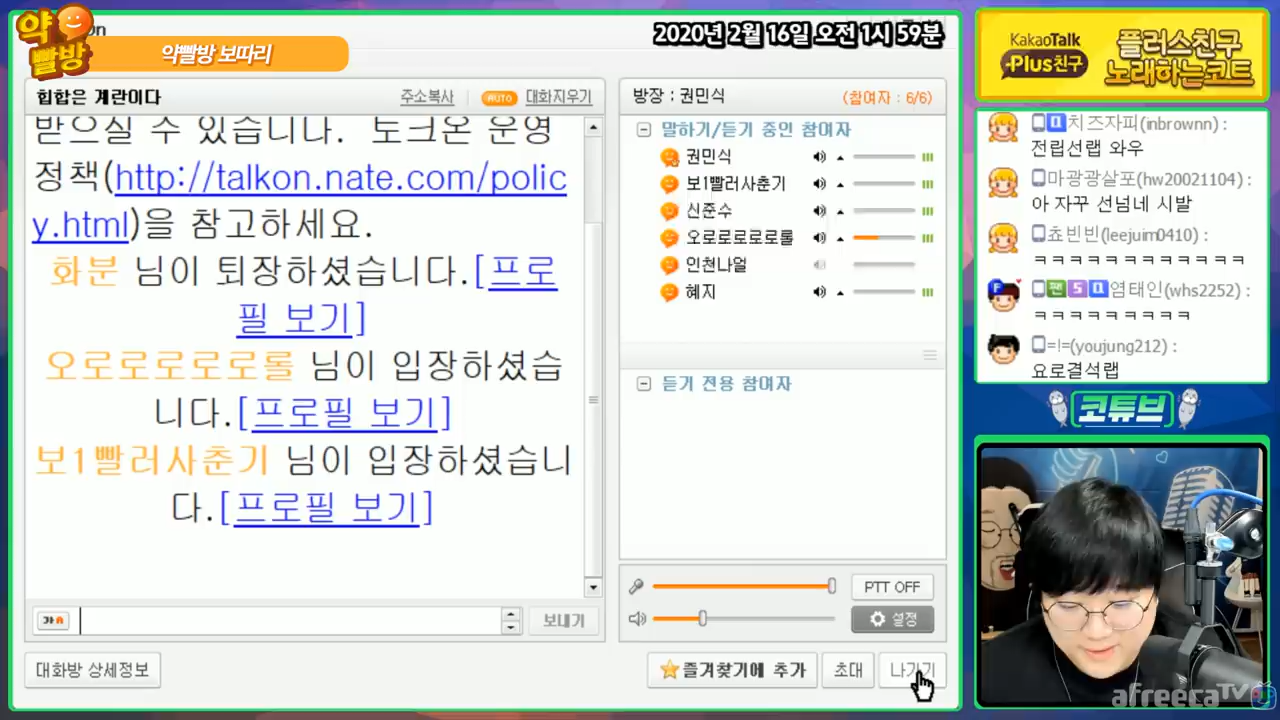 약빨방
on
약빨방 보따리
2020년 2월 16일 오전 1시 59분
힙합은 계란이다
주소복사
AUTO
대화지우기
받으실 수 있습니다. 토크온 운영
정책(http://talkon.nate.com/polic
y.html)을 참고하세요.
화분 님이 퇴장하셨습니다.[프로
필 보기]
오로로로로로롤 님이 입장하셨습
니다.[프로필 보기]
보1빨러사춘기 님이 입장하셨습니
다.[프로필 보기]
가
보내기
대화방 상세정보
방장 : 권민식
(참여자 : 6/6)
말하기/듣기 중인 참여자
권민식
보1빨러사춘기
신준수
오로로로로로롤
인천나얼
혜지
듣기 전용 참여자
PTT OFF
설정
즐겨찾기에 추가
초대
나가기
KakaoTalk
Plus친구
플러스친구
노래하는코트
치즈자피(inbrownn) :
전립선랩 와우
마광광살포(hw20021104) :
아 자꾸 선넘네 시발
쵸빈빈(leejuim0410) :
ㅋㅋㅋㅋㅋㅋㅋㅋㅋㅋㅋㅋㅋ
F 팬 S 염태인(whs2252) :
ㅋㅋㅋㅋㅋㅋㅋㅋㅋ
=!=(youjung212) :
요로결석랩
코튜브
afreecaTV